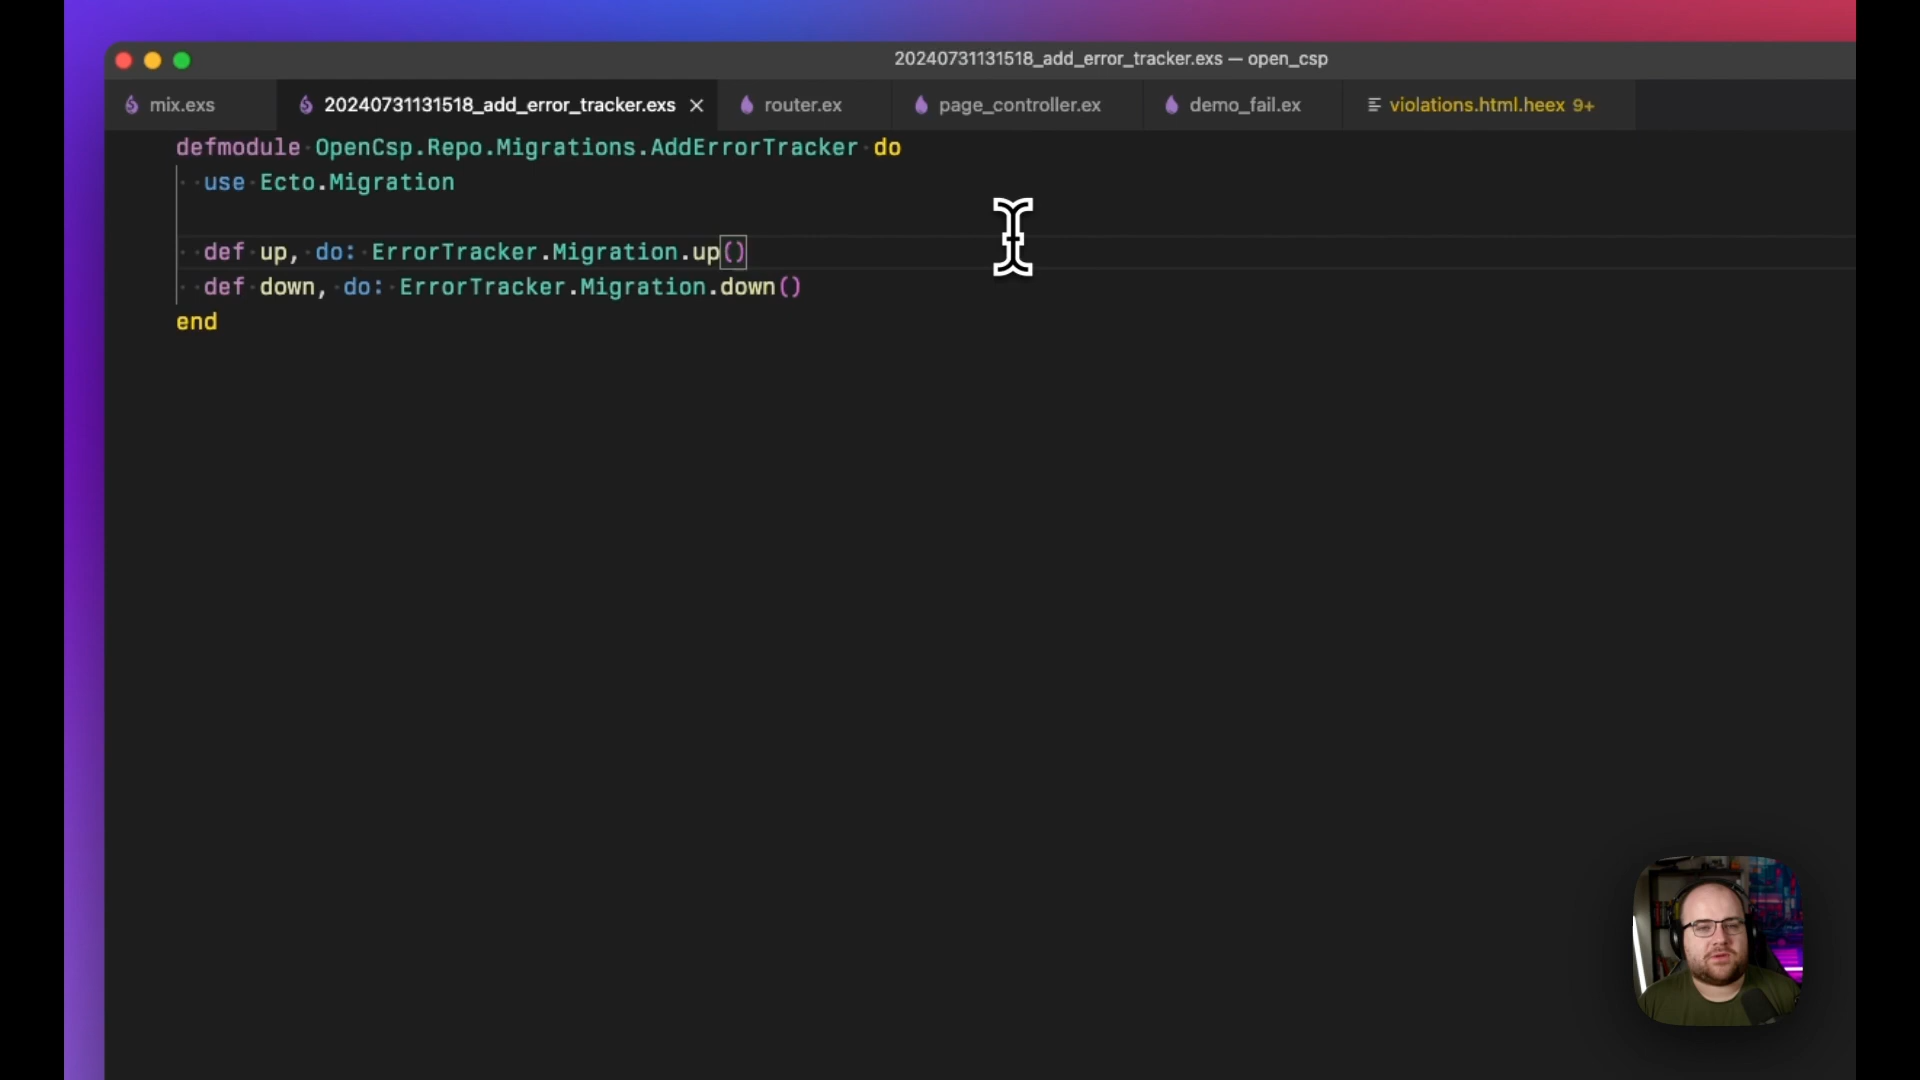 20240731131518_add_error_tracker.exs — open_csp
mix.exs
20240731131518_add_error_tracker.exs
router.ex
page_controller.ex
demo_fail.ex
violations.html.heex 9+
defmodule OpenCsp.Repo.Migrations.AddErrorTracker do
use Ecto.Migration
def up, do: ErrorTracker.Migration.up()
def down, do: ErrorTracker.Migration.down()
end